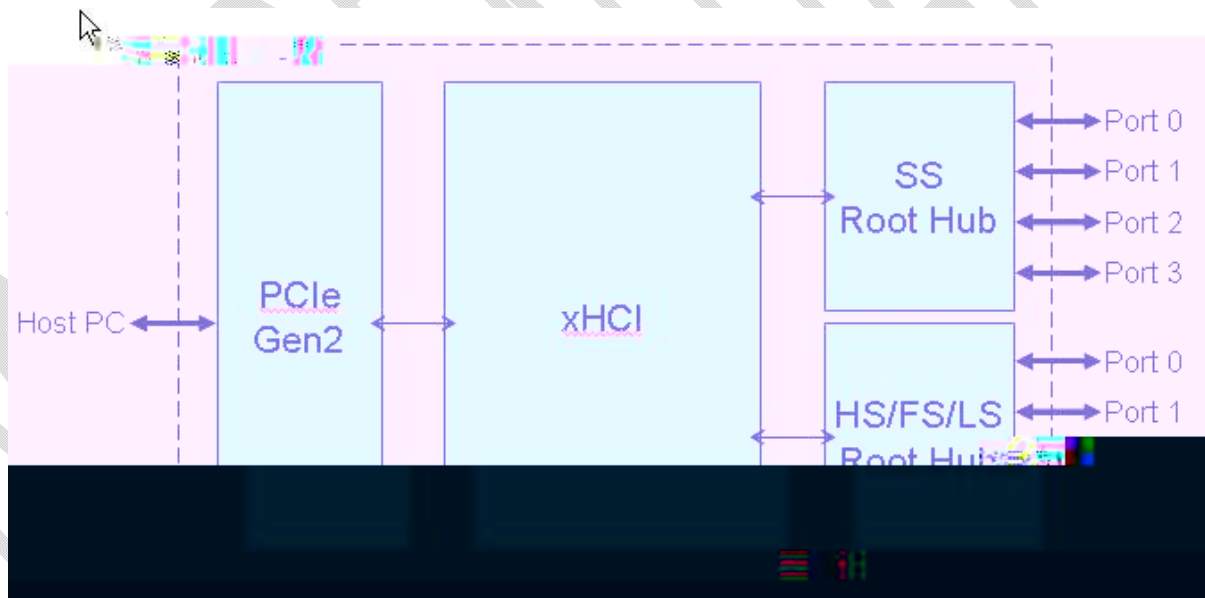 SS
Root Hub
Port 0
Port 1
Port 2
Port 3
Host PC
PCIe
Gen2
xHCI
HS/FS/LS
Root
Port 0
Port 1